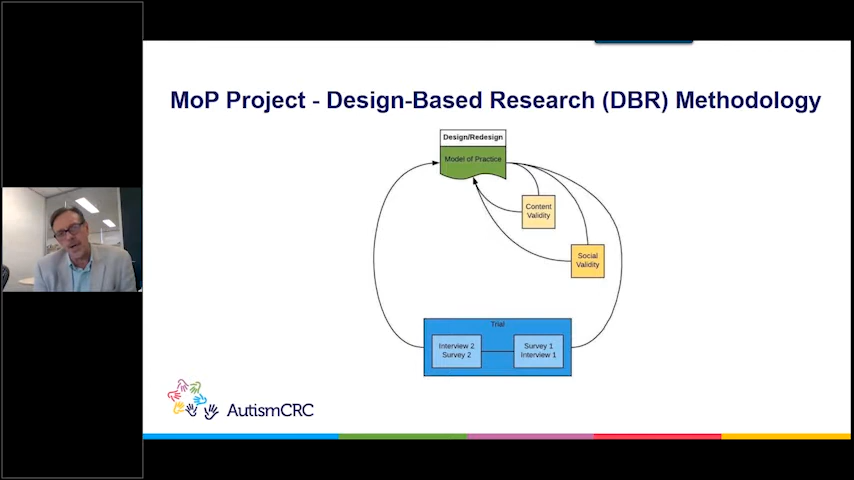 MoP Project - Design-Based Research (DBR) Methodology
Design/Redesign
Model of Practice
Content
Validity
Social
Validity
Trial
Interview 2
Survey 2
Survey 1
Interview 1
AutismCRC